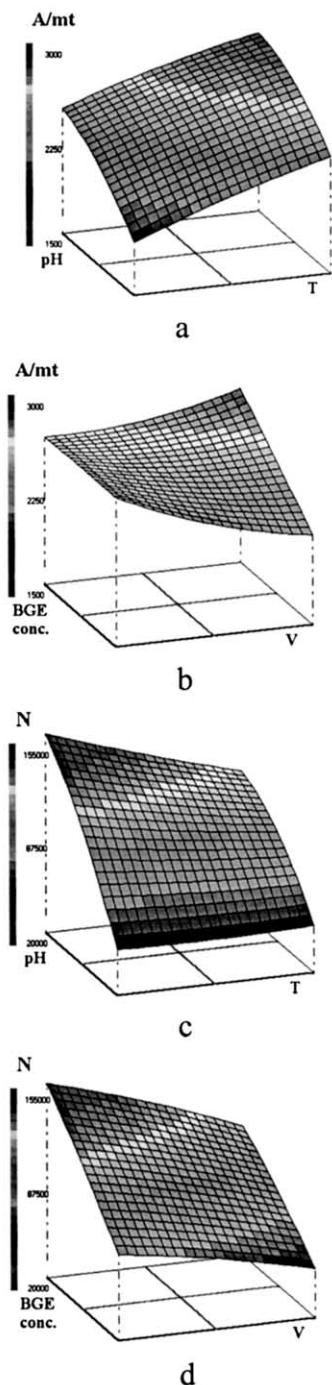 A/mt
3000
2250
1500
pH
T
a
A/mt
3000
2250
1500
BGE
conc.
V
b
N
155000
87500
20000
pH
T
c
N
155000
87500
20000
BGE
conc.
V
d